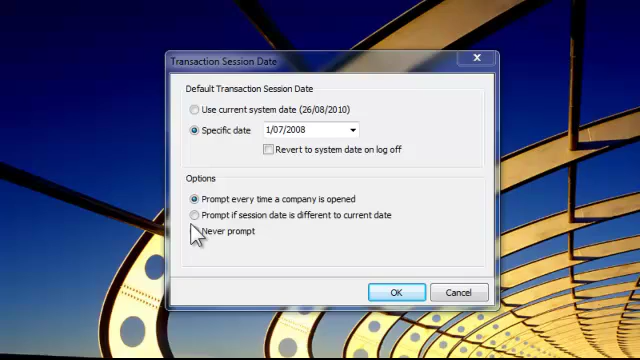 Transaction Session Date
Default Transaction Session Date
Use current system date (26/08/2010)
Specific date 1/07/2008
Revert to system date on log off
Options
Prompt every time a company is opened
Prompt if session date is different to current date
Never prompt
OK Cancel